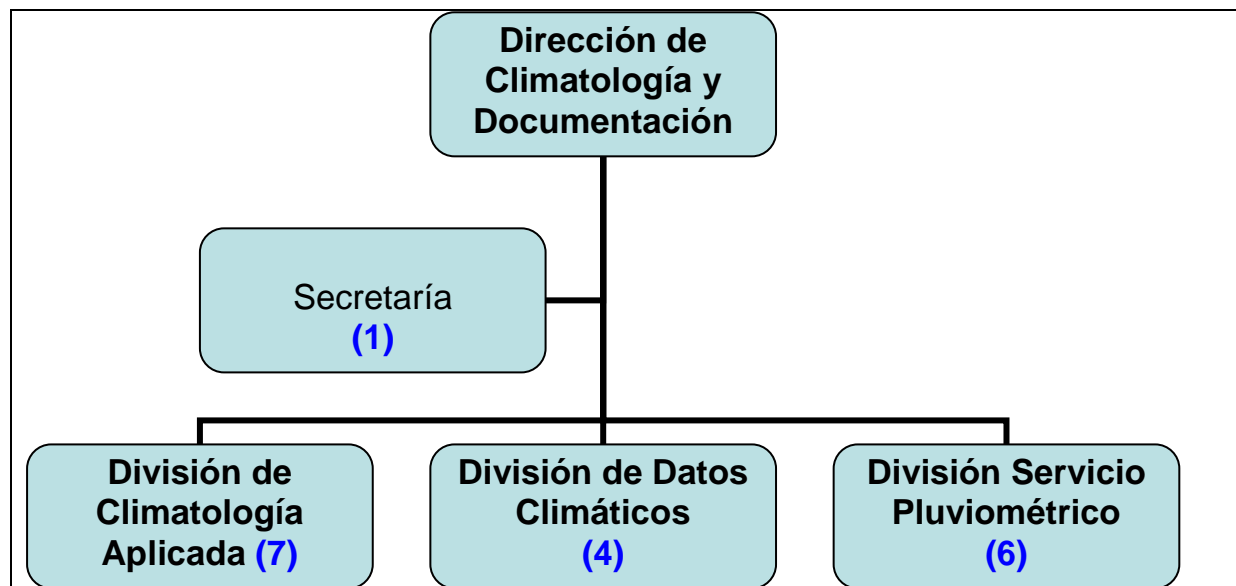 Dirección de
Climatología y
Documentación
Secretaría
(1)
División de
Climatología
Aplicada (7)
División de Datos
Climáticos
(4)
División Servicio
Pluviométrico
(6)